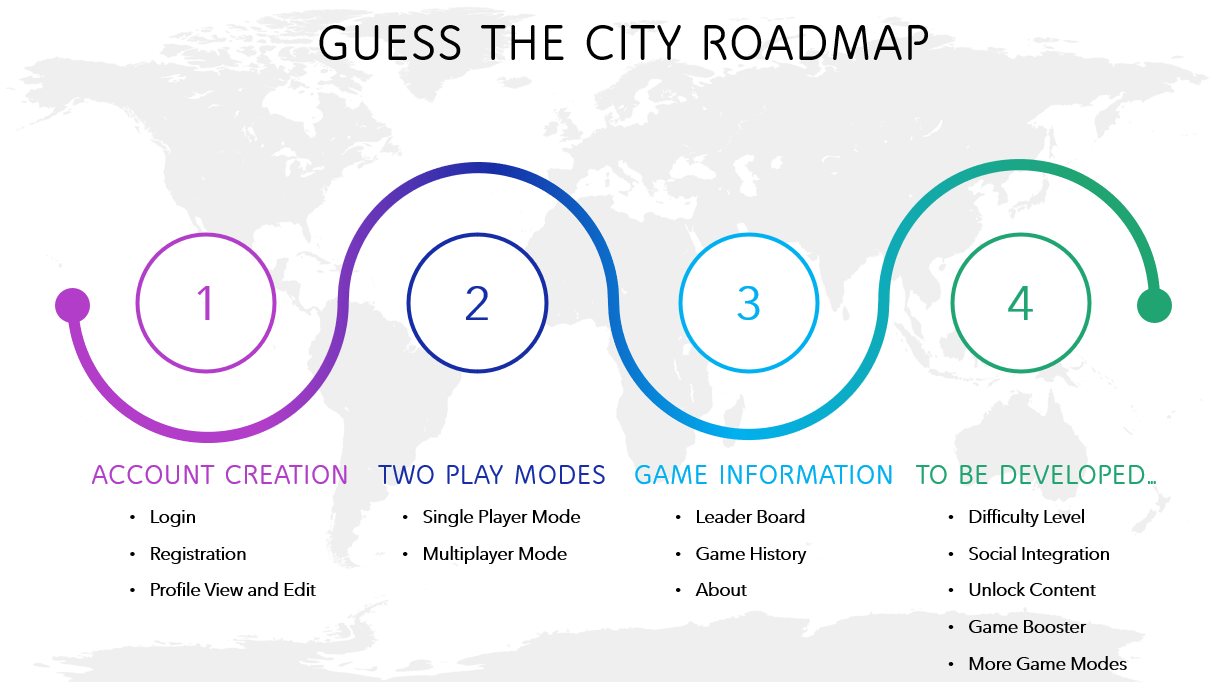 GUESS THE CITY ROADMAP
1
2
3
4
ACCOUNT CREATION
• Login
• Registration
• Profile View and Edit
TWO PLAY MODES
• Single Player Mode
• Multiplayer Mode
GAME INFORMATION
• Leader Board
• Game History
• About
TO BE DEVELOPED…
• Difficulty Level
• Social Integration
• Unlock Content
• Game Booster
• More Game Modes